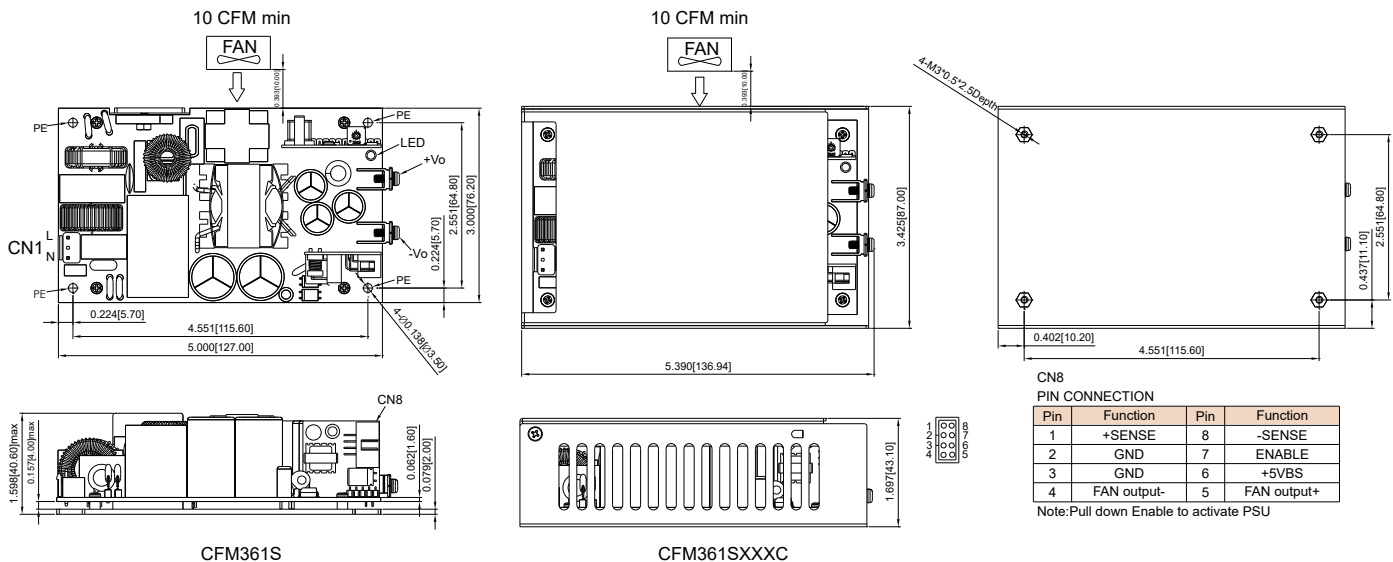 10 CFM min
FAN
0.393[10.00]
PE
PE
LED
+Vo
CN1
L
N
-Vo
PE
PE
2.551[64.80]
3.000[76.20]
0.224[5.70]
0.224[5.70]
4.551[115.60]
5.000[127.00]
4-Ø0.138[Ø3.50]
10 CFM min
FAN
0.393[10.00]
3.425[87.00]
5.390[136.94]
4-M3*0.5*2.5Depth
2.551[64.80]
0.437[11.10]
0.402[10.20]
4.551[115.60]
CN8
1.598[40.60]max
0.157[4.00]max
0.062[1.60]
0.079[2.00]
CFM361S
1.697[43.10]
CFM361SXXXC
1 8
2 7
3 6
4 5
CN8
PIN CONNECTION
Pin Function Pin Function
1 +SENSE 8 -SENSE
2 GND 7 ENABLE
3 GND 6 +5VBS
4 FAN output- 5 FAN output+
Note:Pull down Enable to activate PSU